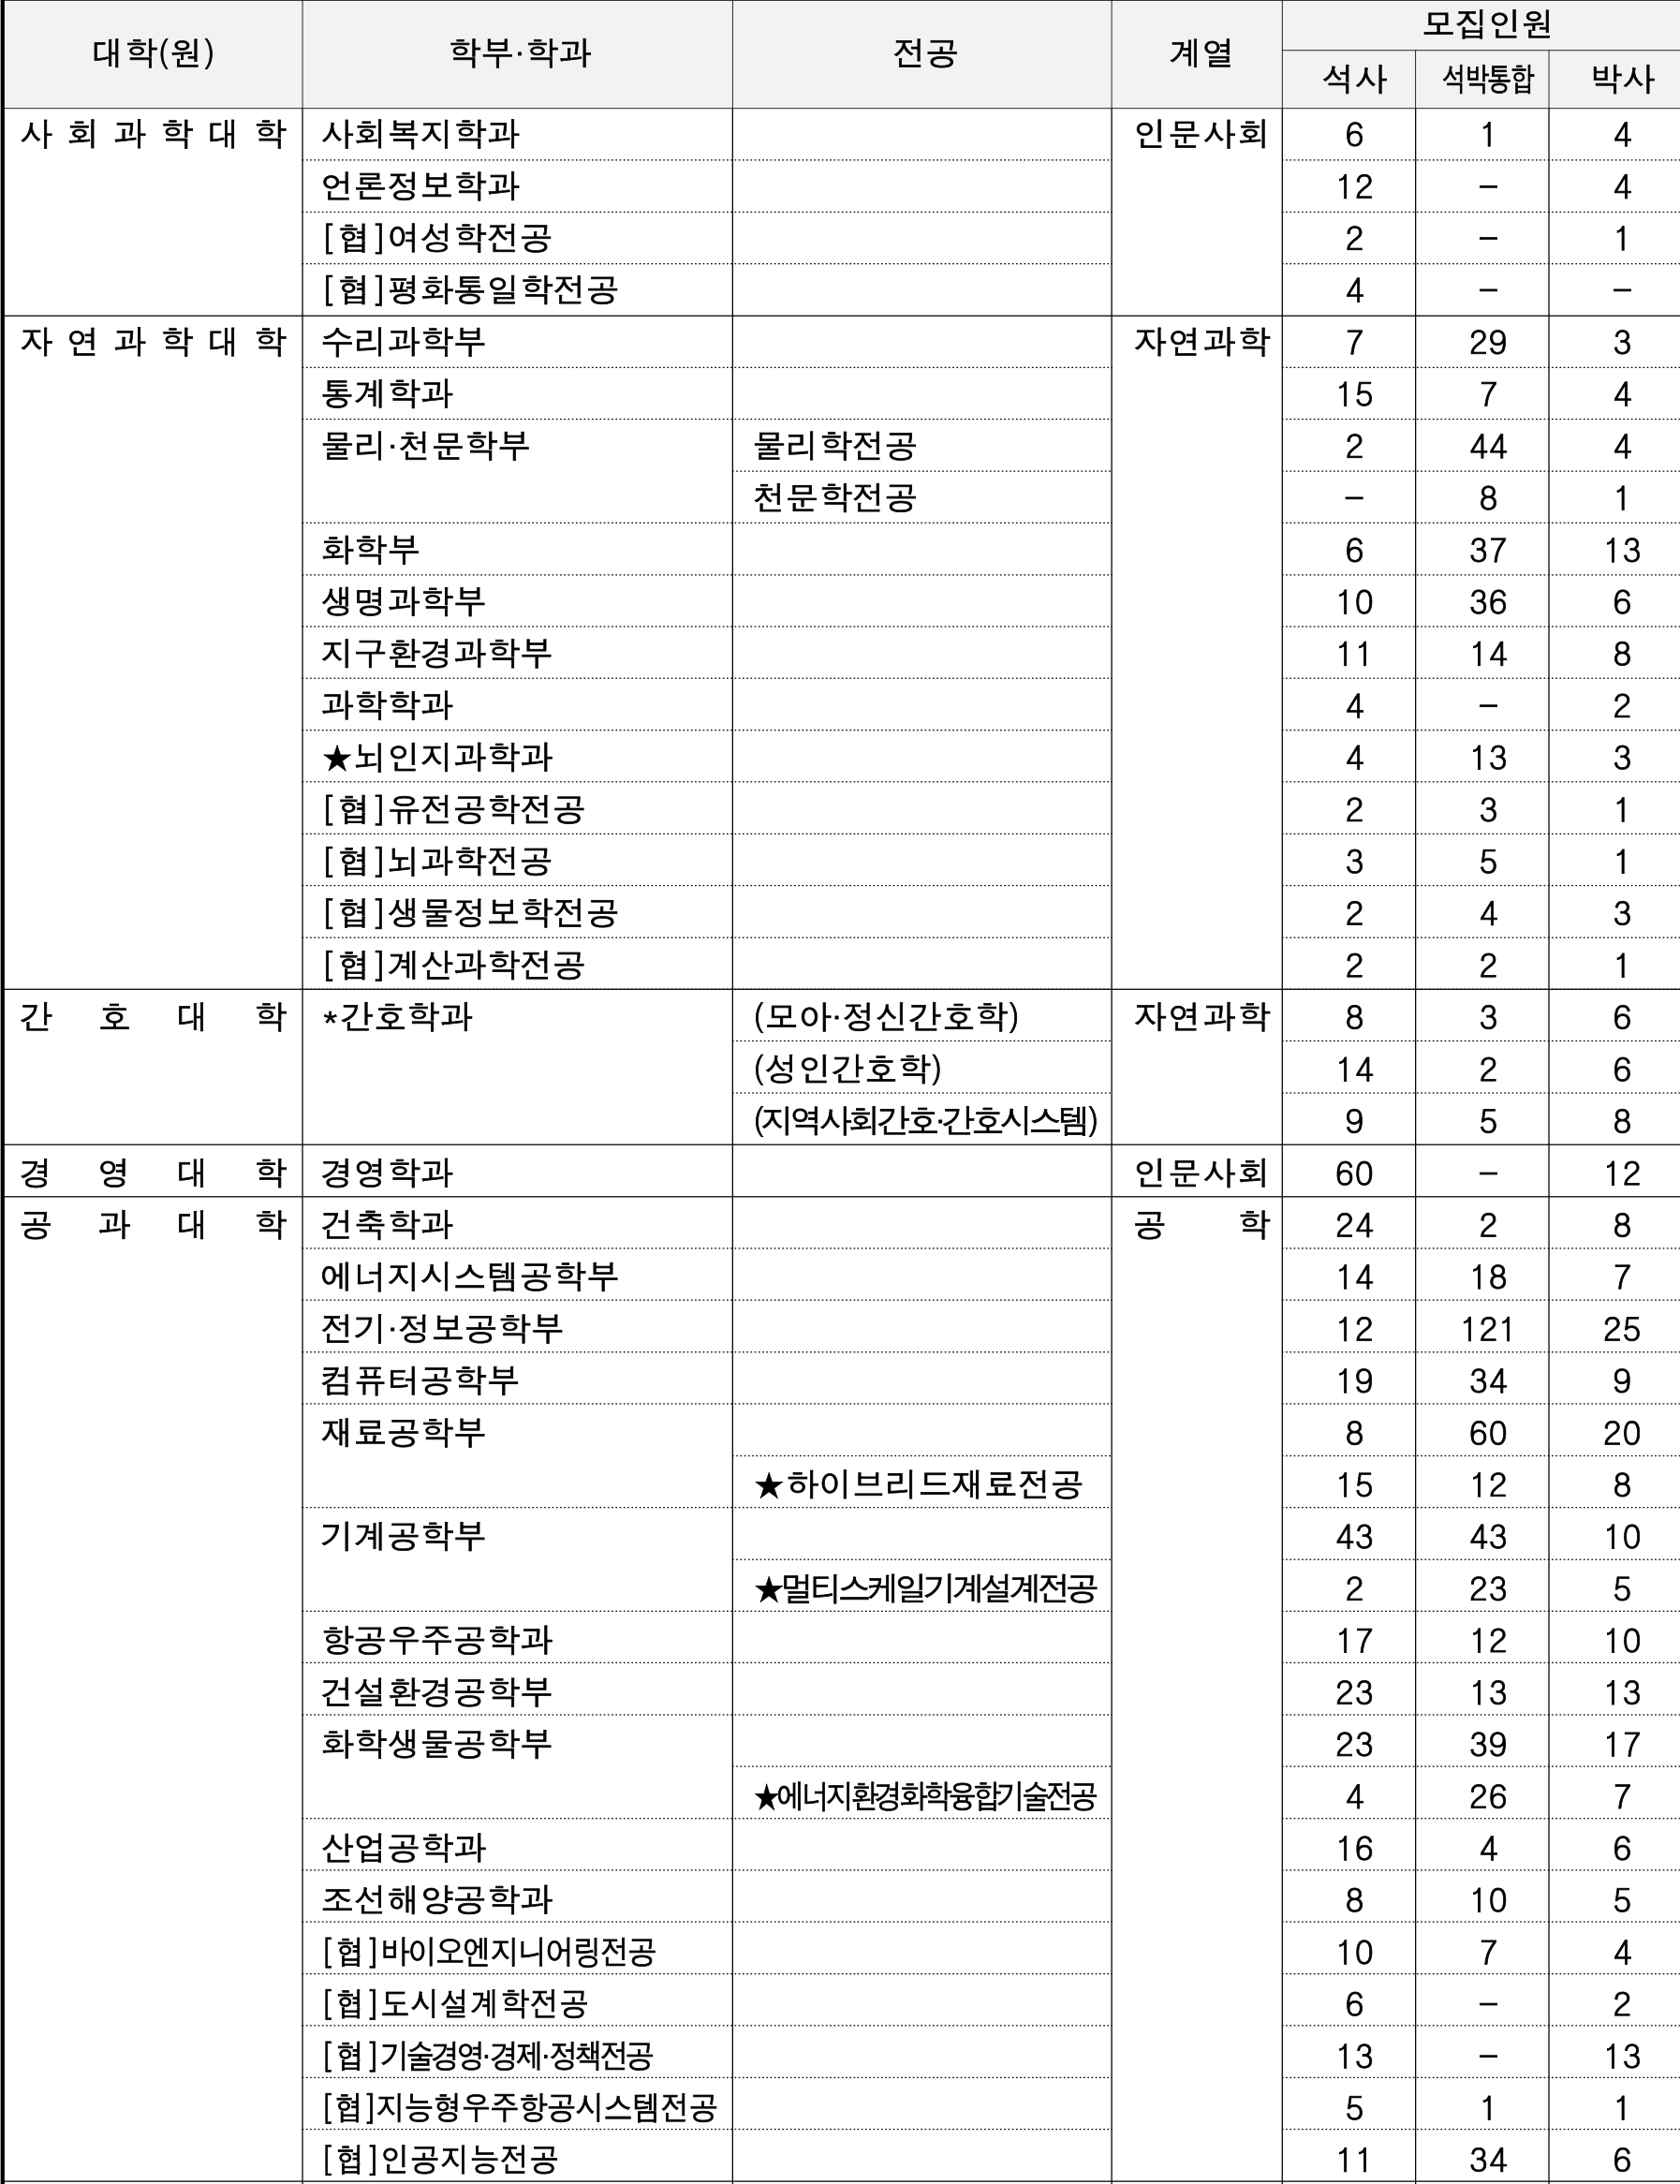 대학(원) 학부·학과 전공 계열 모집인원
석사 석박통합 박사
사회과학대학 사회복지학과 인문사회 6 1 4
언론정보학과 12 – 4
[협]여성학전공 2 – 1
[협]평화통일학전공 4 – –
자연과학대학 수리과학부 자연과학 7 29 3
통계학과 15 7 4
물리·천문학부 물리학전공 2 44 4
천문학전공 – 8 1
화학부 6 37 13
생명과학부 10 36 6
지구환경과학부 11 14 8
과학학과 4 – 2
★뇌인지과학과 4 13 3
[협]유전공학전공 2 3 1
[협]뇌과학전공 3 5 1
[협]생물정보학전공 2 4 3
[협]계산과학전공 2 2 1
간호대학 *간호학과 (모아·정신간호학) 자연과학 8 3 6
(성인간호학) 14 2 6
(지역사회간호·간호시스템) 9 5 8
경영대학 경영학과 인문사회 60 – 12
공과대학 건축학과 공학 24 2 8
에너지시스템공학부 14 18 7
전기·정보공학부 12 121 25
컴퓨터공학부 19 34 9
재료공학부 8 60 20
★하이브리드재료전공 15 12 8
기계공학부 43 43 10
★멀티스케일기계설계전공 2 23 5
항공우주공학과 17 12 10
건설환경공학부 23 13 13
화학생물공학부 23 39 17
★에너지환경화학융합기술전공 4 26 7
산업공학과 16 4 6
조선해양공학과 8 10 5
[협]바이오엔지니어링전공 10 7 4
[협]도시설계학전공 6 – 2
[협]기술경영·경제·정책전공 13 – 13
[협]지능형우주항공시스템전공 5 1 1
[협]인공지능전공 11 34 6